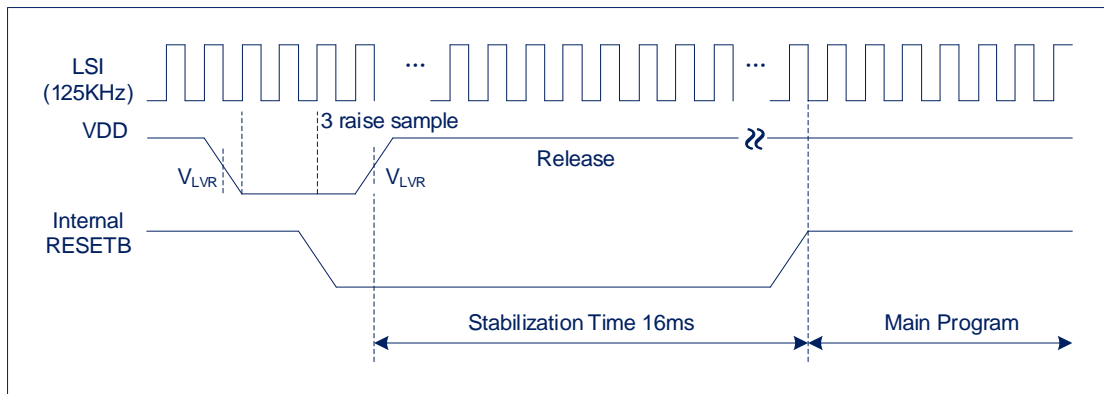 LSI
(125KHz)
...
...
3 raise sample
VDD
Release
VLVR
VLVR
Internal
RESETB
Stabilization Time 16ms
Main Program